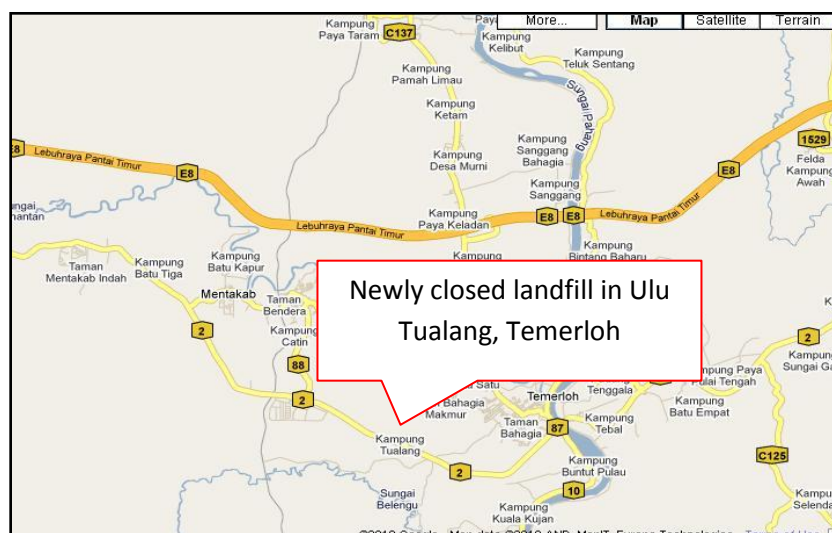 Kampung
Paya Taram
C137
Kampung
Kelibut
More...
Map
Satellite
Terrain
Kampung
Teluk Sentang
Kampung
Pamah Limau
Kampung
Ketam
Sungai Pahang
Kampung
Sanggang
Bahagia
Kampung
Desa Murni
1529
Felda
Kampung
Awah
E8
Lebuhraya Pantai Timur
E8
E8
Kampung
Sanggang
Kampung
Paya Keladan
Lebuhraya Pantai Timur
E8
E8
Lebuhraya Pantai Timur
Kampung
Bintang Baharu
Kampung
Taman
Mentakab Indah
Kampung
Batu Tiga
Kampung
Batu Kapur
Mentakab
Taman
Bendera
Kampung
Catin
2
88
2
Newly closed landfill in Ulu
Tualang, Temerloh
2
Kampung
Satu
Bahagia
Makmur
Temerloh
Tenggala
Kampung
Batu Empat
Taman
Bahagia
87
Kampung
Tebal
Kampung
Tualang
2
Kampung
Buntut Pulau
10
C125
Sungai
Belengu
Kampung
Kuala Kujan